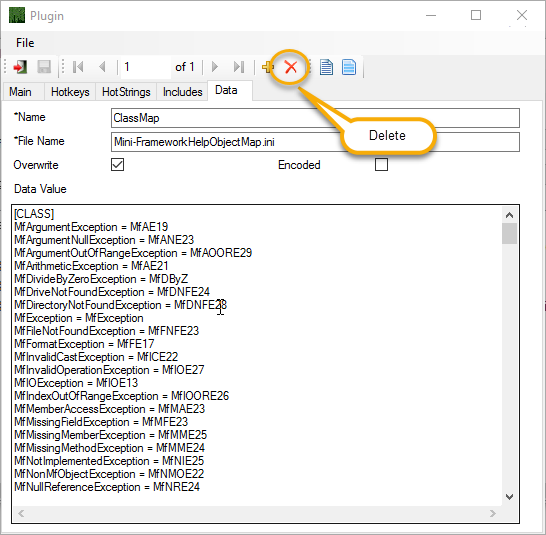 Plugin
File
1 of 1
Main Hotkeys HotStrings Includes Data
*Name ClassMap
Delete
*File Name Mini-FrameworkHelpObjectMap.ini
Overwrite Encoded
Data Value
[CLASS]
MfArgumentException = MfAE19
MfArgumentNullException = MfANE23
MfArgumentOutOfRangeException = MfAOORE29
MfArithmeticException = MfAE21
MfDivideByZeroException = MfDByZ
MfDriveNotFoundException = MfDNFE24
MfDirectoryNotFoundException = MfDNFE28
MfException = MfException
MfFileNotFoundException = MfFNFE23
MfFormatException = MfFE17
MfInvalidCastException = MfICE22
MfInvalidOperationException = MfIOE27
MfIOException = MfIOE13
MfIndexOutOfRangeException = MfIOORE26
MfMemberAccessException = MfMAE23
MfMissingFieldException = MfMFE23
MfMissingMemberException = MfMME25
MfMissingMethodException = MfMME24
MfNotImplementedException = MfNIE25
MfNonMfObjectException = MfNMOE22
MfNullReferenceException = MfNRE24